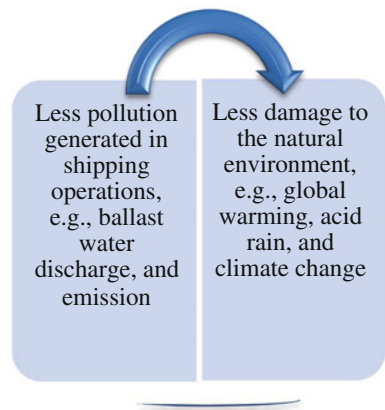 Less pollution
generated in
shipping
operations,
e.g., ballast
water
discharge, and
emission
Less damage to
the natural
environment,
e.g., global
warming, acid
rain, and
climate change